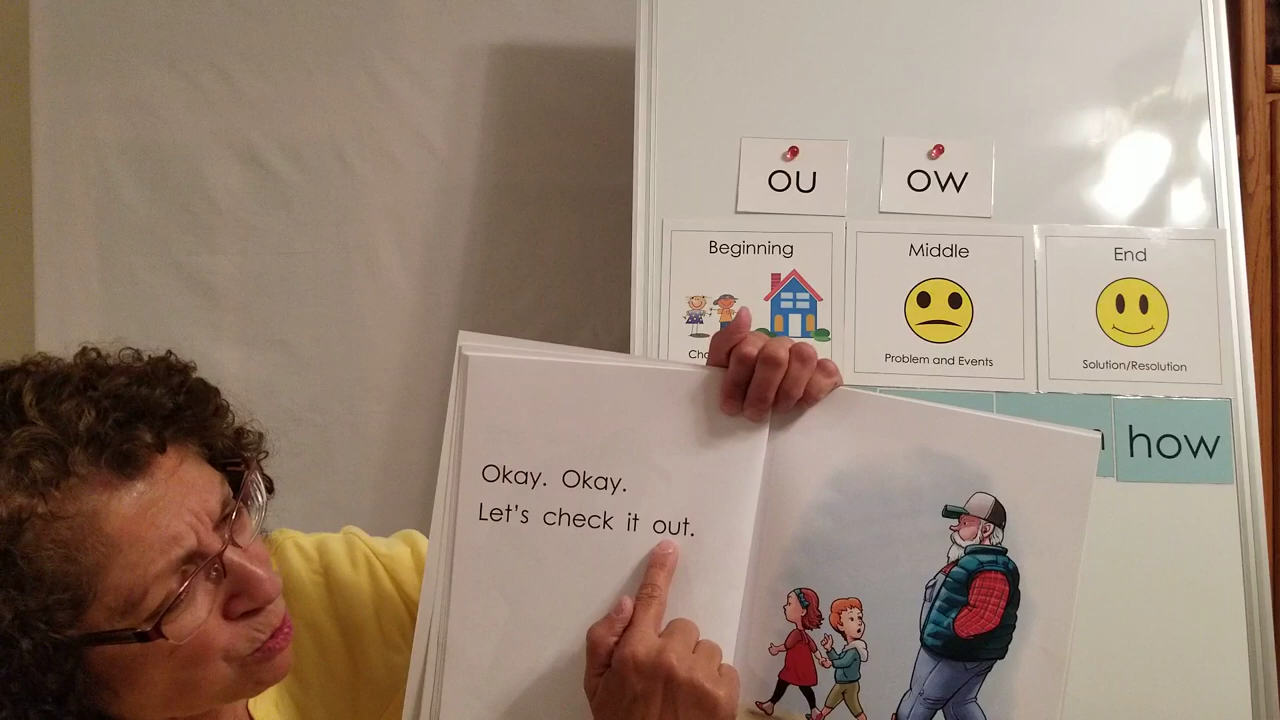 ou
ow
Beginning
Middle
End
Problem and Events
Solution/Resolution
how
Okay. Okay.
Let's check it out.